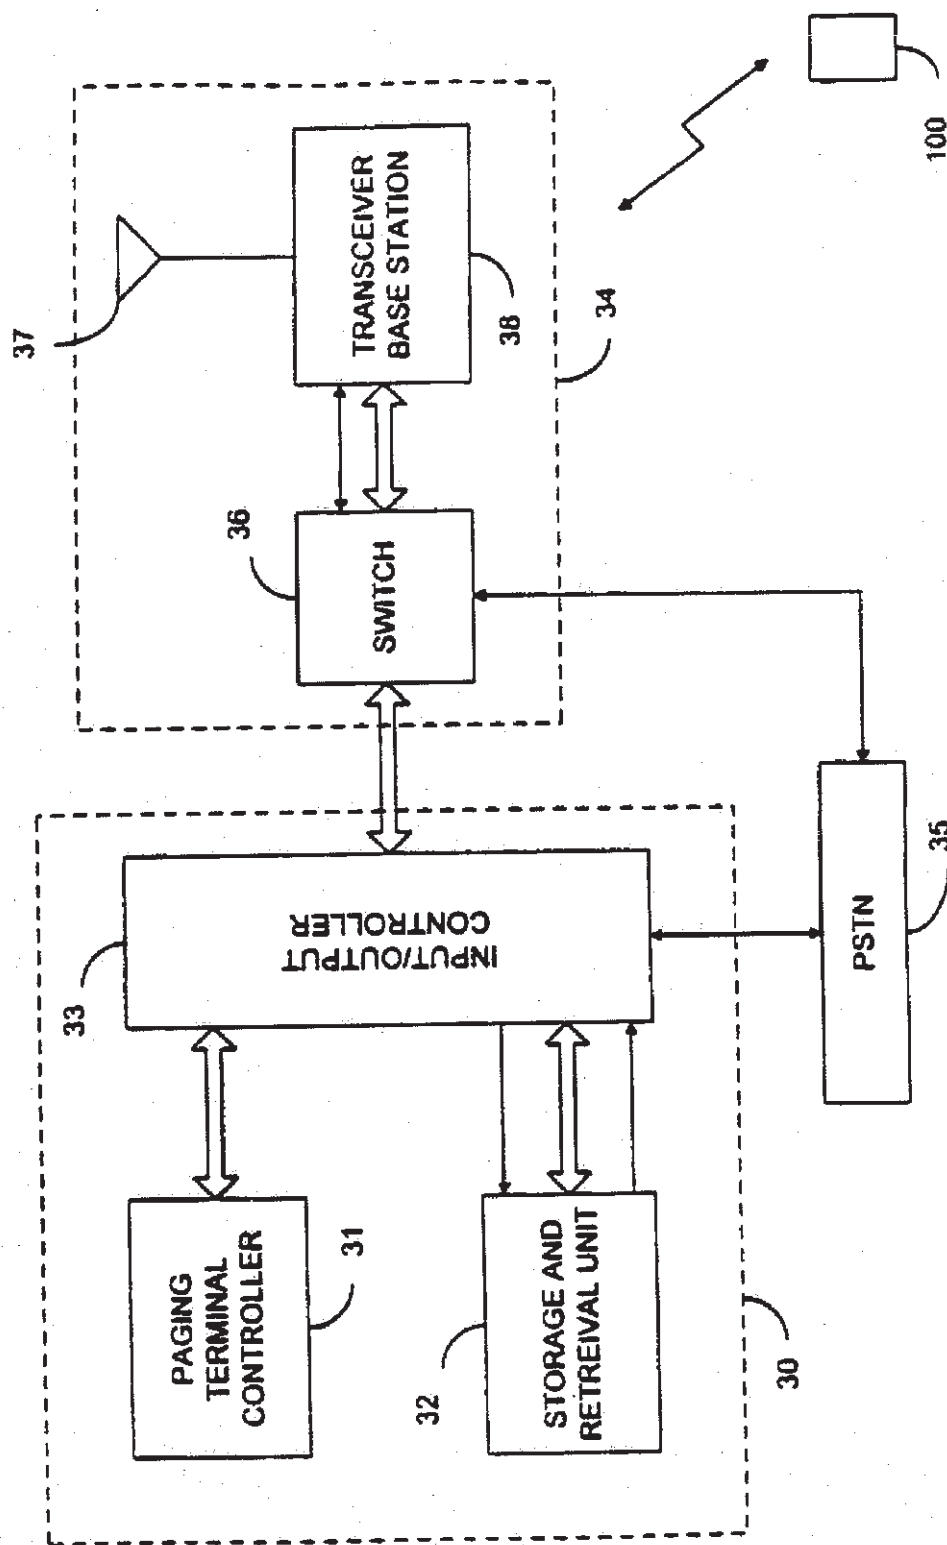 PAGING
TERMINAL
CONTROLLER
31
STORAGE AND
RETREIVAL UNIT
32
30
INPUT/OUTPUT
CONTROLLER
33
PSTN
35
SWITCH
36
37
TRANSCEIVER
BASE STATION
38
34
100